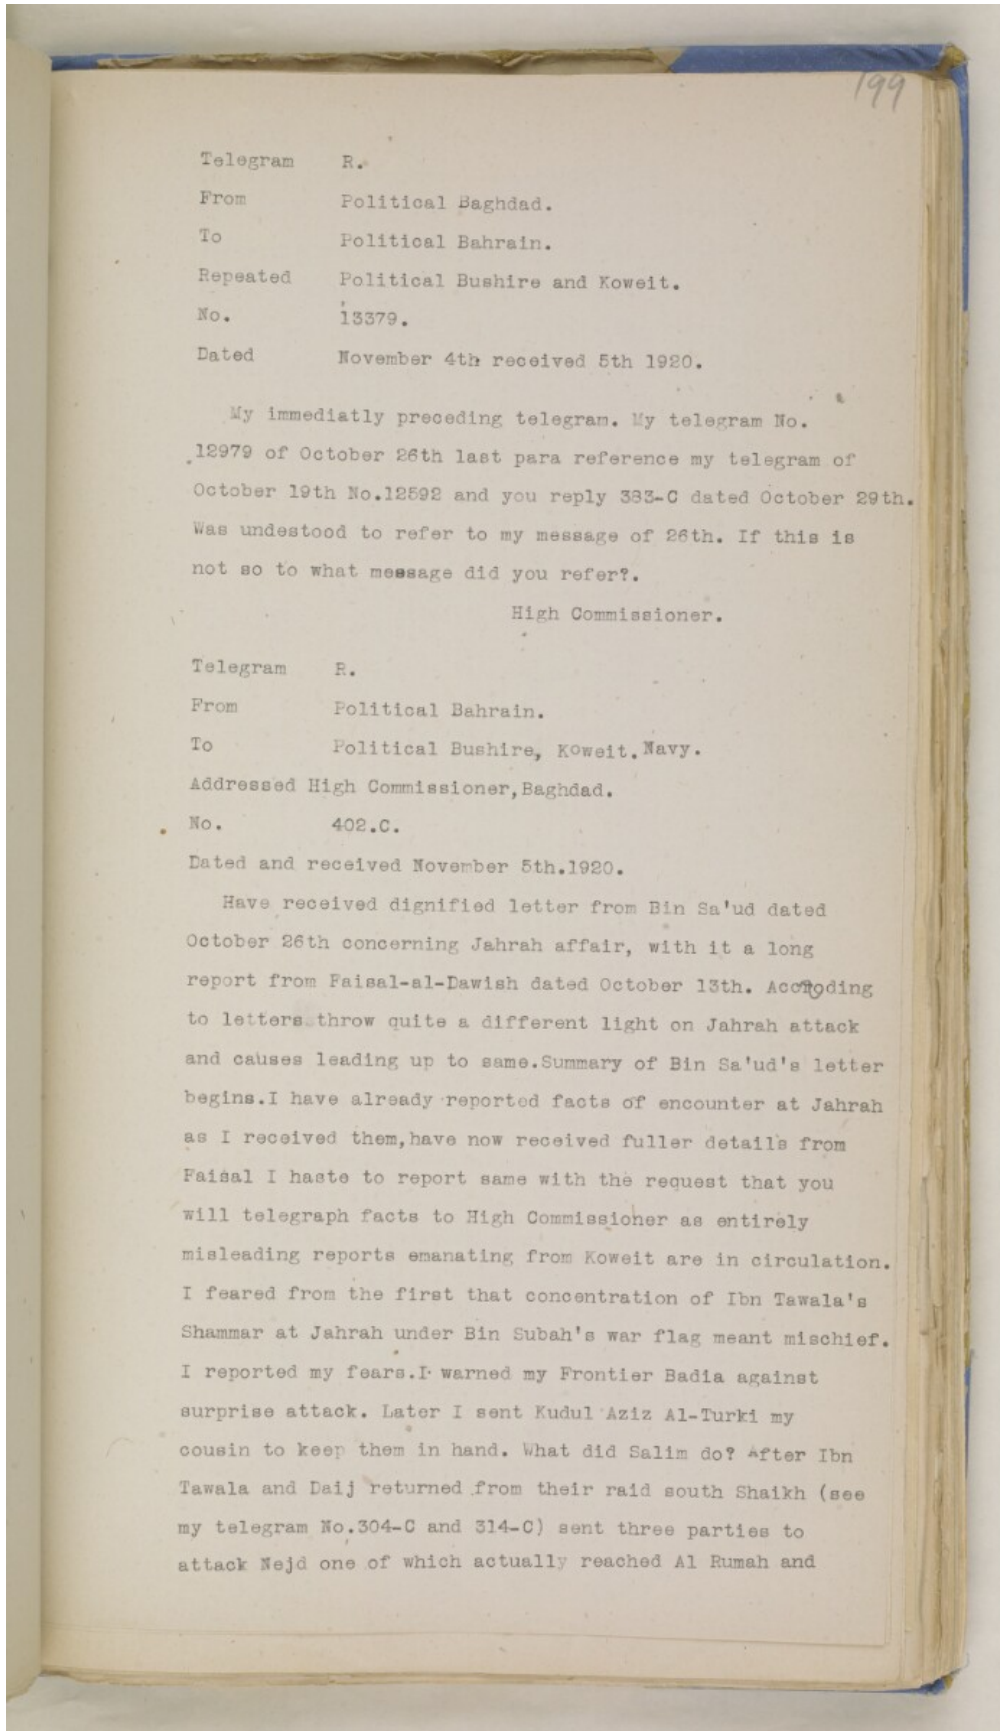 199
Telegram R.
From Political Baghdad.
To Political Bahrain.
Repeated Political Bushire and Koweit.
No. 13379.
Dated November 4th received 5th 1920.
My immediatly preceding telegram. My telegram No.
12979 of October 26th last para reference my telegram of
October 19th No.12592 and you reply 383-C dated October 29th.
Was undestood to refer to my message of 26th. If this is
not so to what message did you refer?.
High Commissioner.
Telegram R.
From Political Bahrain.
To Political Bushire, Koweit. Navy.
Addressed High Commissioner,Baghdad.
No. 402.C.
Dated and received November 5th.1920.
Have received dignified letter from Bin Sa'ud dated
October 26th concerning Jahrah affair, with it a long
report from Faisal-al-Dawish dated October 13th. According
to letters throw quite a different light on Jahrah attack
and causes leading up to same.Summary of Bin Sa'ud's letter
begins.I have already reported facts of encounter at Jahrah
as I received them,have now received fuller details from
Faisal I haste to report same with the request that you
will telegraph facts to High Commissioher as entirely
misleading reports emanating from Koweit are in circulation.
I feared from the first that concentration of Ibn Tawala's
Shammar at Jahrah under Bin Subah's war flag meant mischief.
I reported my fears.I warned my Frontier Badia against
surprise attack. Later I sent Kudul Aziz Al-Turki my
cousin to keep them in hand. What did Salim do? After Ibn
Tawala and Daij returned from their raid south Shaikh (see
my telegram No.304-C and 314-C) sent three parties to
attack Nejd one of which actually reached Al Rumah and